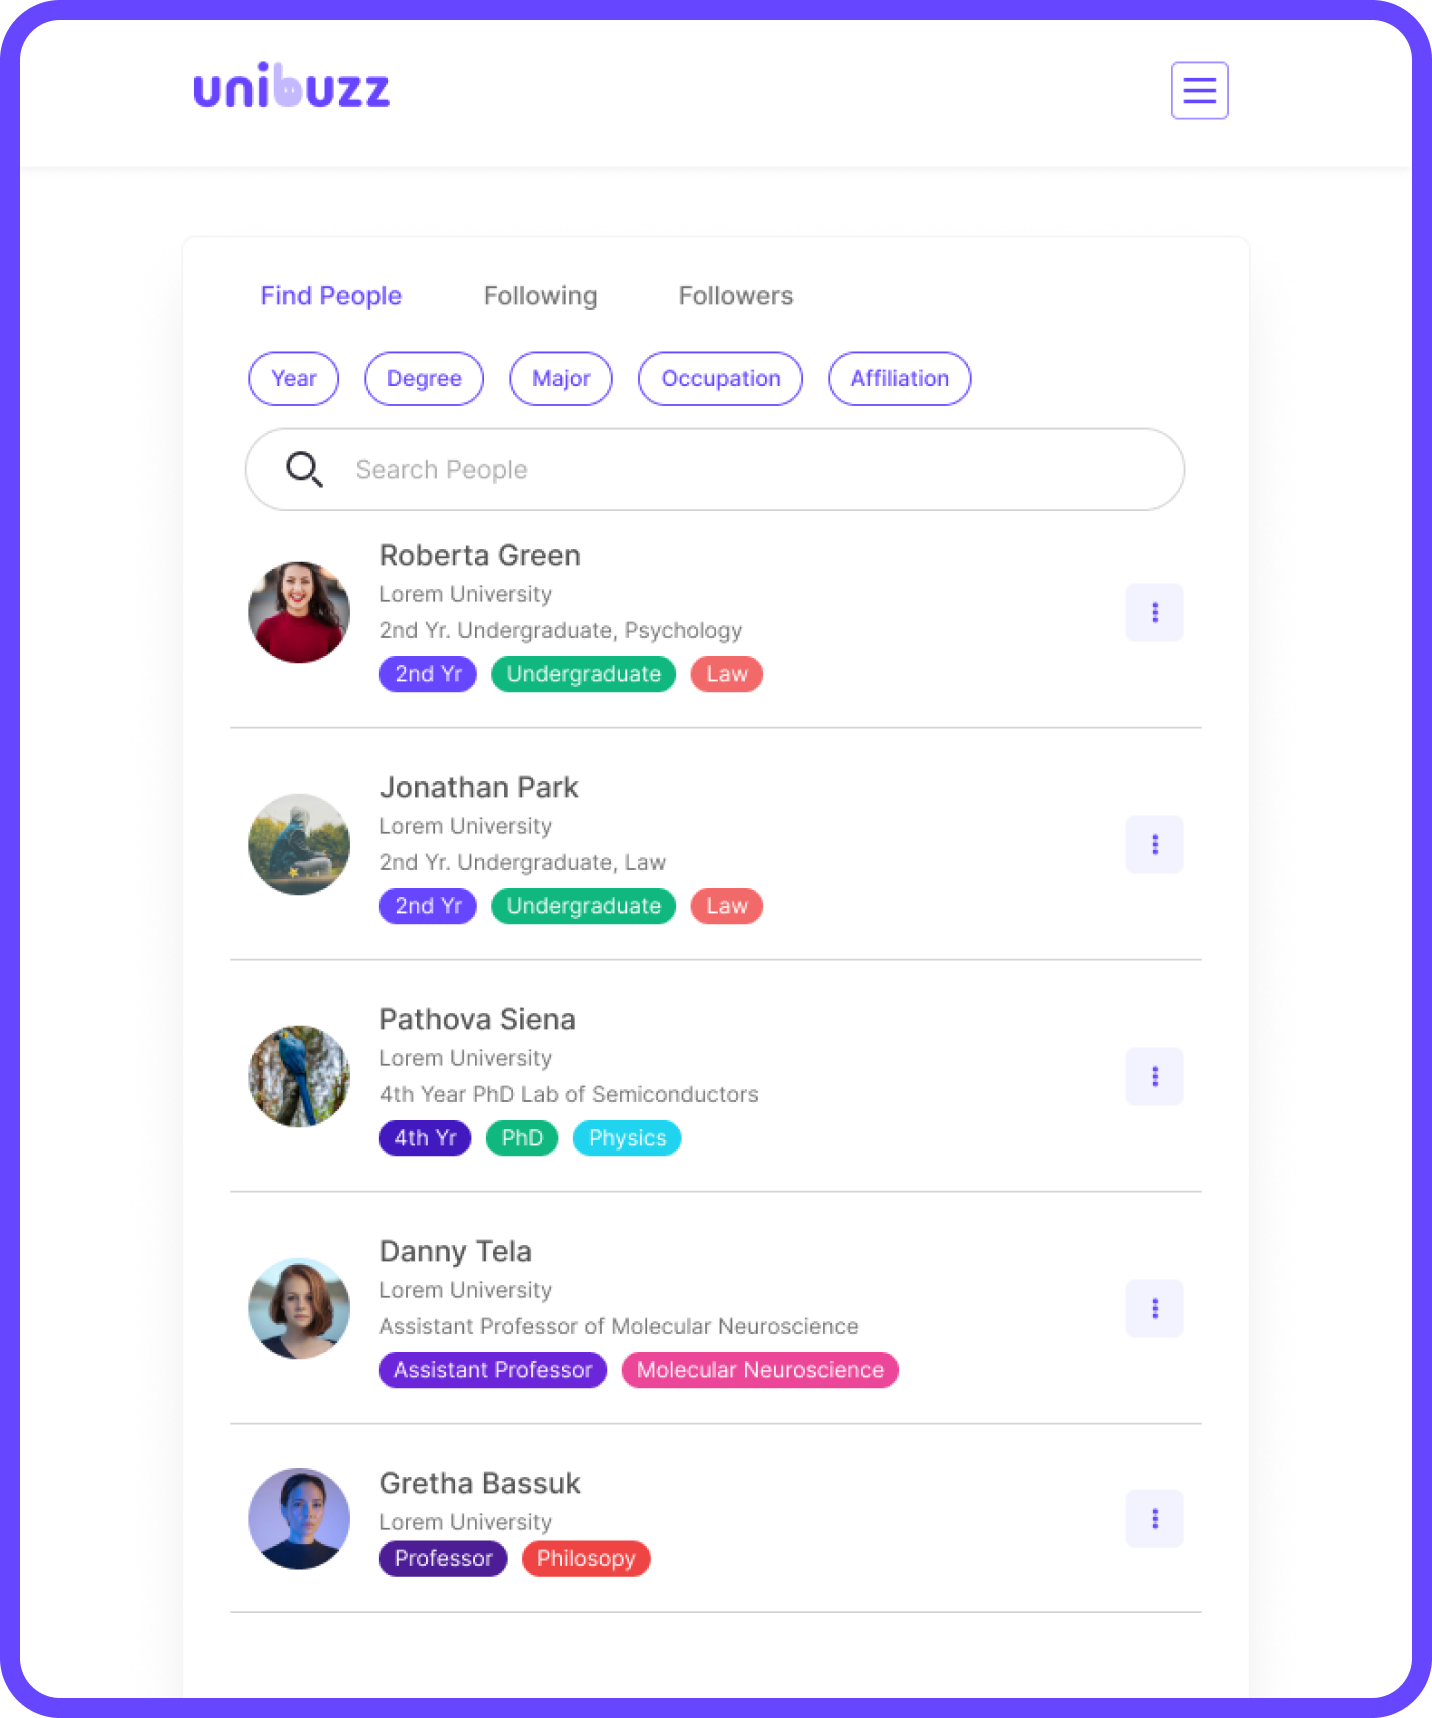 unibuzz
Find People Following Followers
Year Degree Major Occupation Affiliation
Search People
Roberta Green
Lorem University
2nd Yr. Undergraduate, Psychology
2nd Yr Undergraduate Law
Jonathan Park
Lorem University
2nd Yr. Undergraduate, Law
2nd Yr Undergraduate Law
Pathova Siena
Lorem University
4th Year PhD Lab of Semiconductors
4th Yr PhD Physics
Danny Tela
Lorem University
Assistant Professor of Molecular Neuroscience
Assistant Professor Molecular Neuroscience
Gretha Bassuk
Lorem University
Professor Philosopy